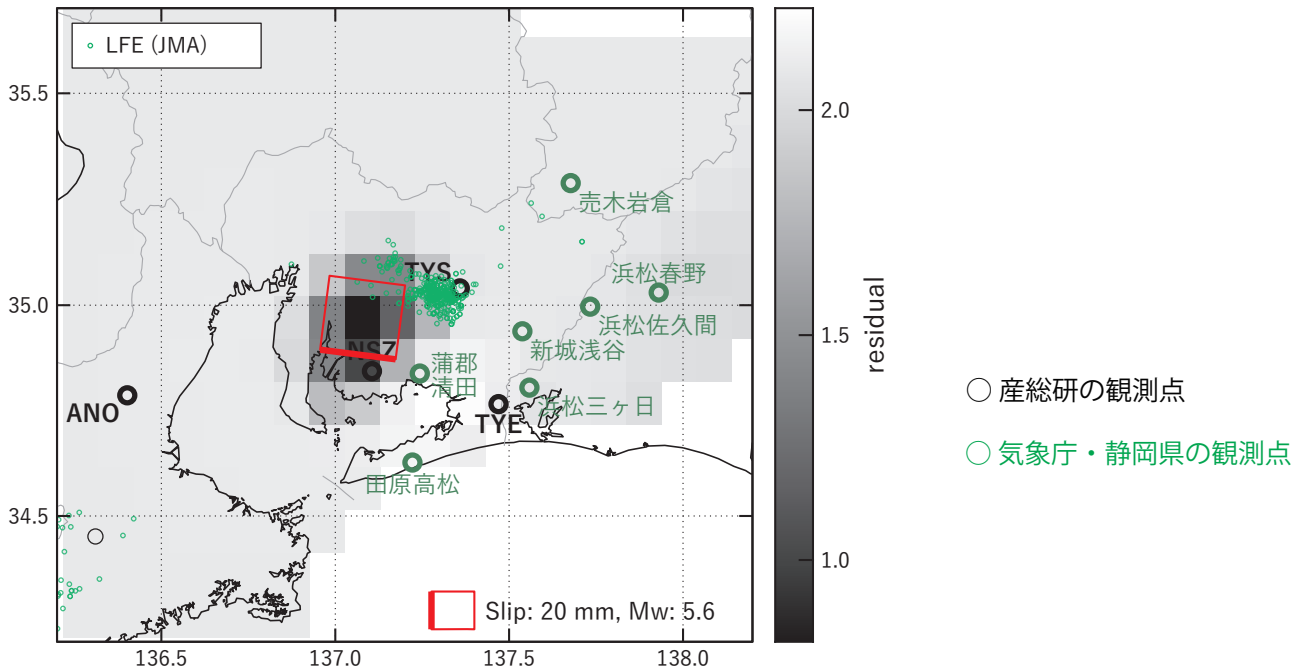 LFE (JMA)
35.5
35.0
34.5
136.5
137.0
137.5
138.0
売木岩倉
TYS
浜松春野
浜松佐久間
新城浅谷
NSZ
蒲郡
清田
浜松三ヶ日
ANO
TYE
田原高松
Slip: 20 mm, Mw: 5.6
2.0
1.5
1.0
residual
産総研の観測点
気象庁・静岡県の観測点